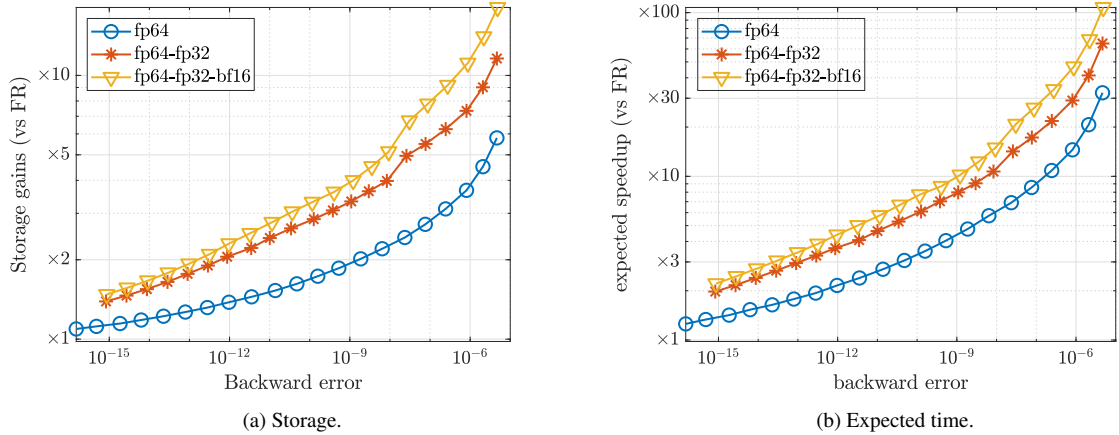 fp64
fp64-fp32
fp64-fp32-bf16
Storage gains (vs FR)
×10
×5
×2
×1
10⁻¹⁵
10⁻¹²
10⁻⁹
10⁻⁶
Backward error
(a) Storage.
fp64
fp64-fp32
fp64-fp32-bf16
expected speedup (vs FR)
×100
×30
×10
×3
×1
10⁻¹⁵
10⁻¹²
10⁻⁹
10⁻⁶
backward error
(b) Expected time.